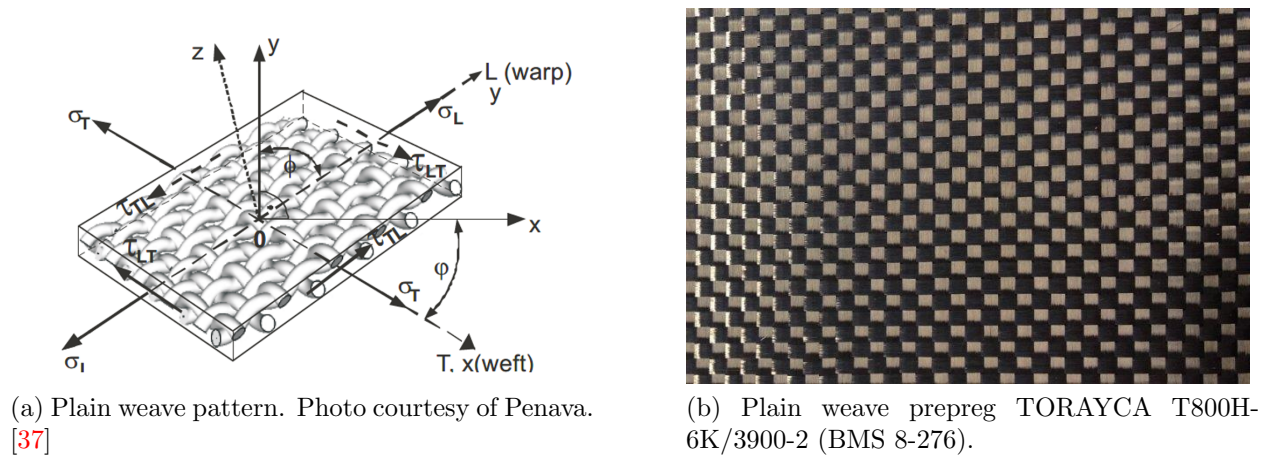 z
y
L (warp)
y
σL
σT
φ
τLT
τTL
x
0
τLT
τTL
φ
σT
σL
T, x(weft)
(a) Plain weave pattern. Photo courtesy of Penava.
[37]
(b) Plain weave prepreg TORAYCA T800H-
6K/3900-2 (BMS 8-276).